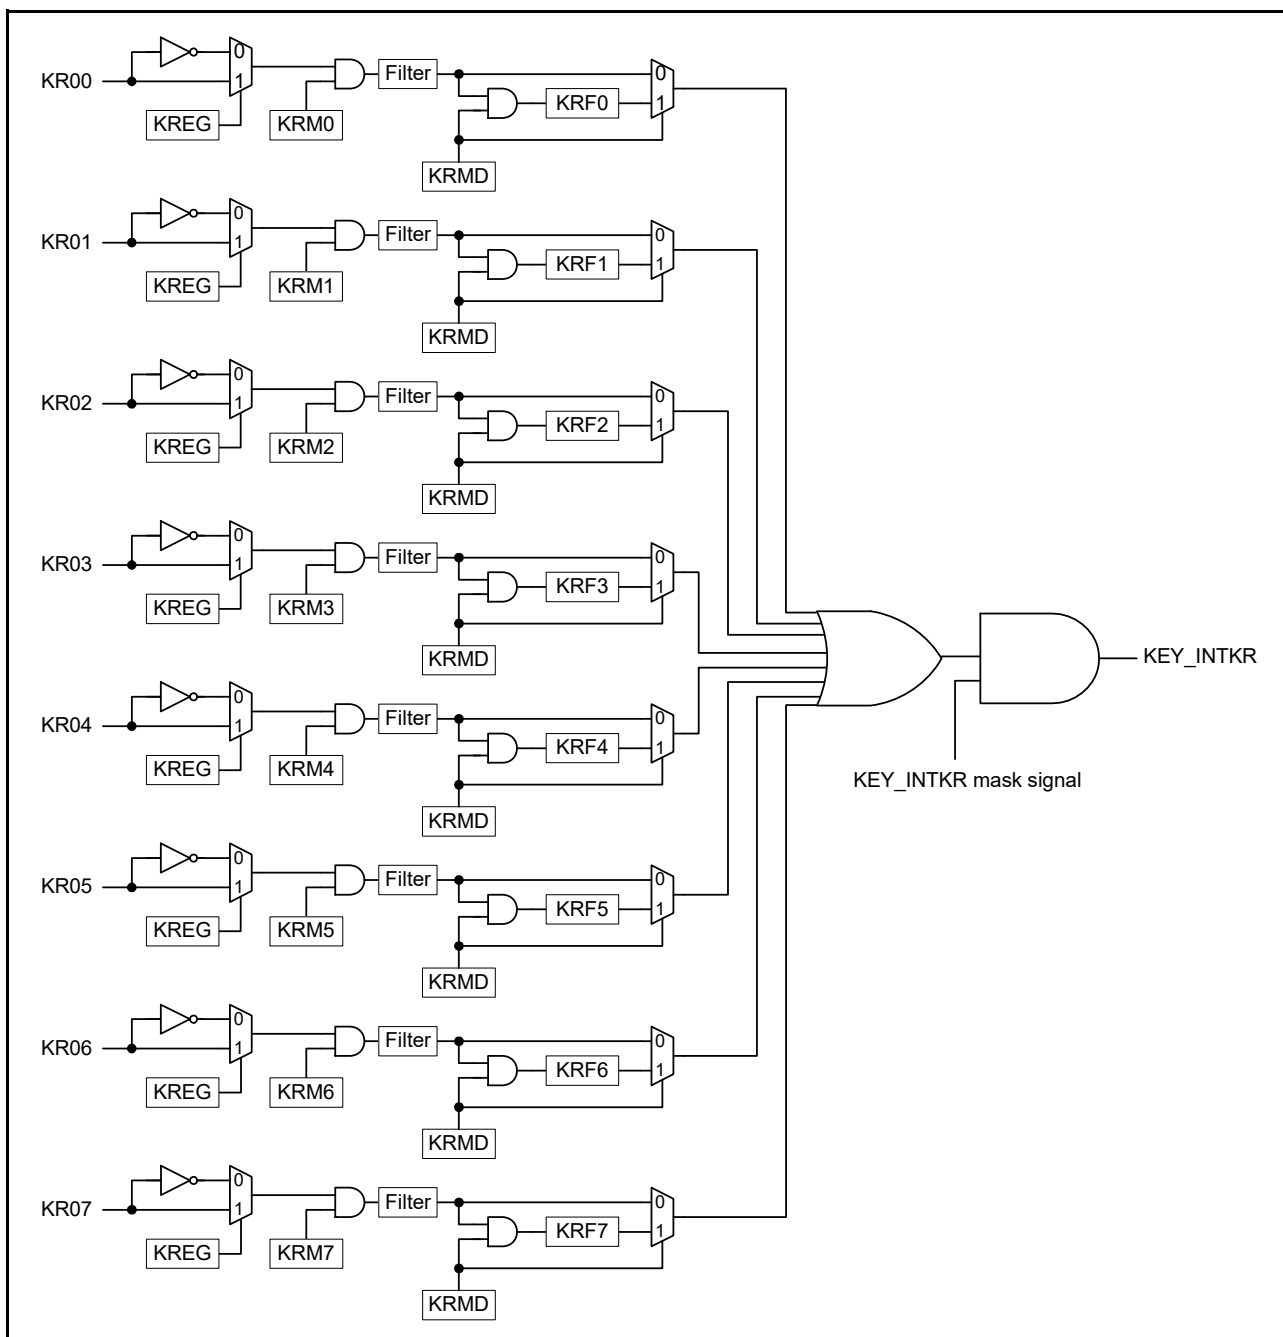 0
KR00 1 Filter 0
KREG KRM0 KRF0 1
KRMD
0
KR01 1 Filter 0
KREG KRM1 KRF1 1
KRMD
0
KR02 1 Filter 0
KREG KRM2 KRF2 1
KRMD
0
KR03 1 Filter 0
KREG KRM3 KRF3 1
KRMD
KEY_INTKR
0
KR04 1 Filter 0
KREG KRM4 KRF4 1
KRMD
KEY_INTKR mask signal
0
KR05 1 Filter 0
KREG KRM5 KRF5 1
KRMD
0
KR06 1 Filter 0
KREG KRM6 KRF6 1
KRMD
0
KR07 1 Filter 0
KREG KRM7 KRF7 1
KRMD